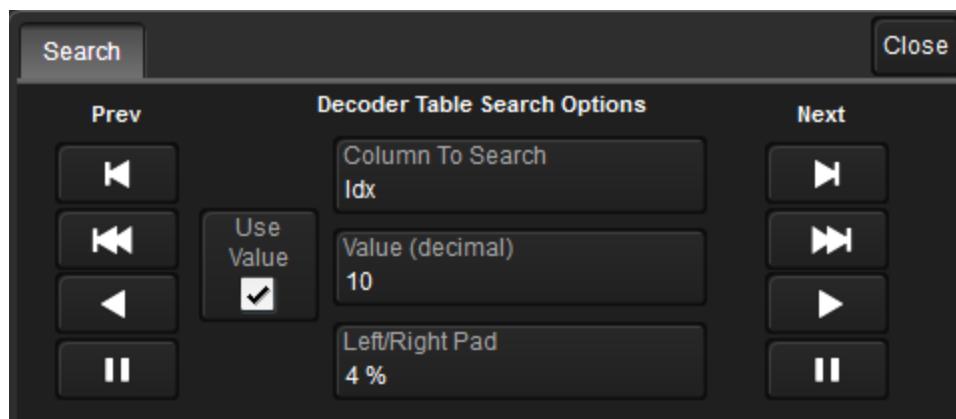 Search
Close
Prev
Decoder Table Search Options
Next
Column To Search
Idx
Use
Value
Value (decimal)
10
Left/Right Pad
4 %